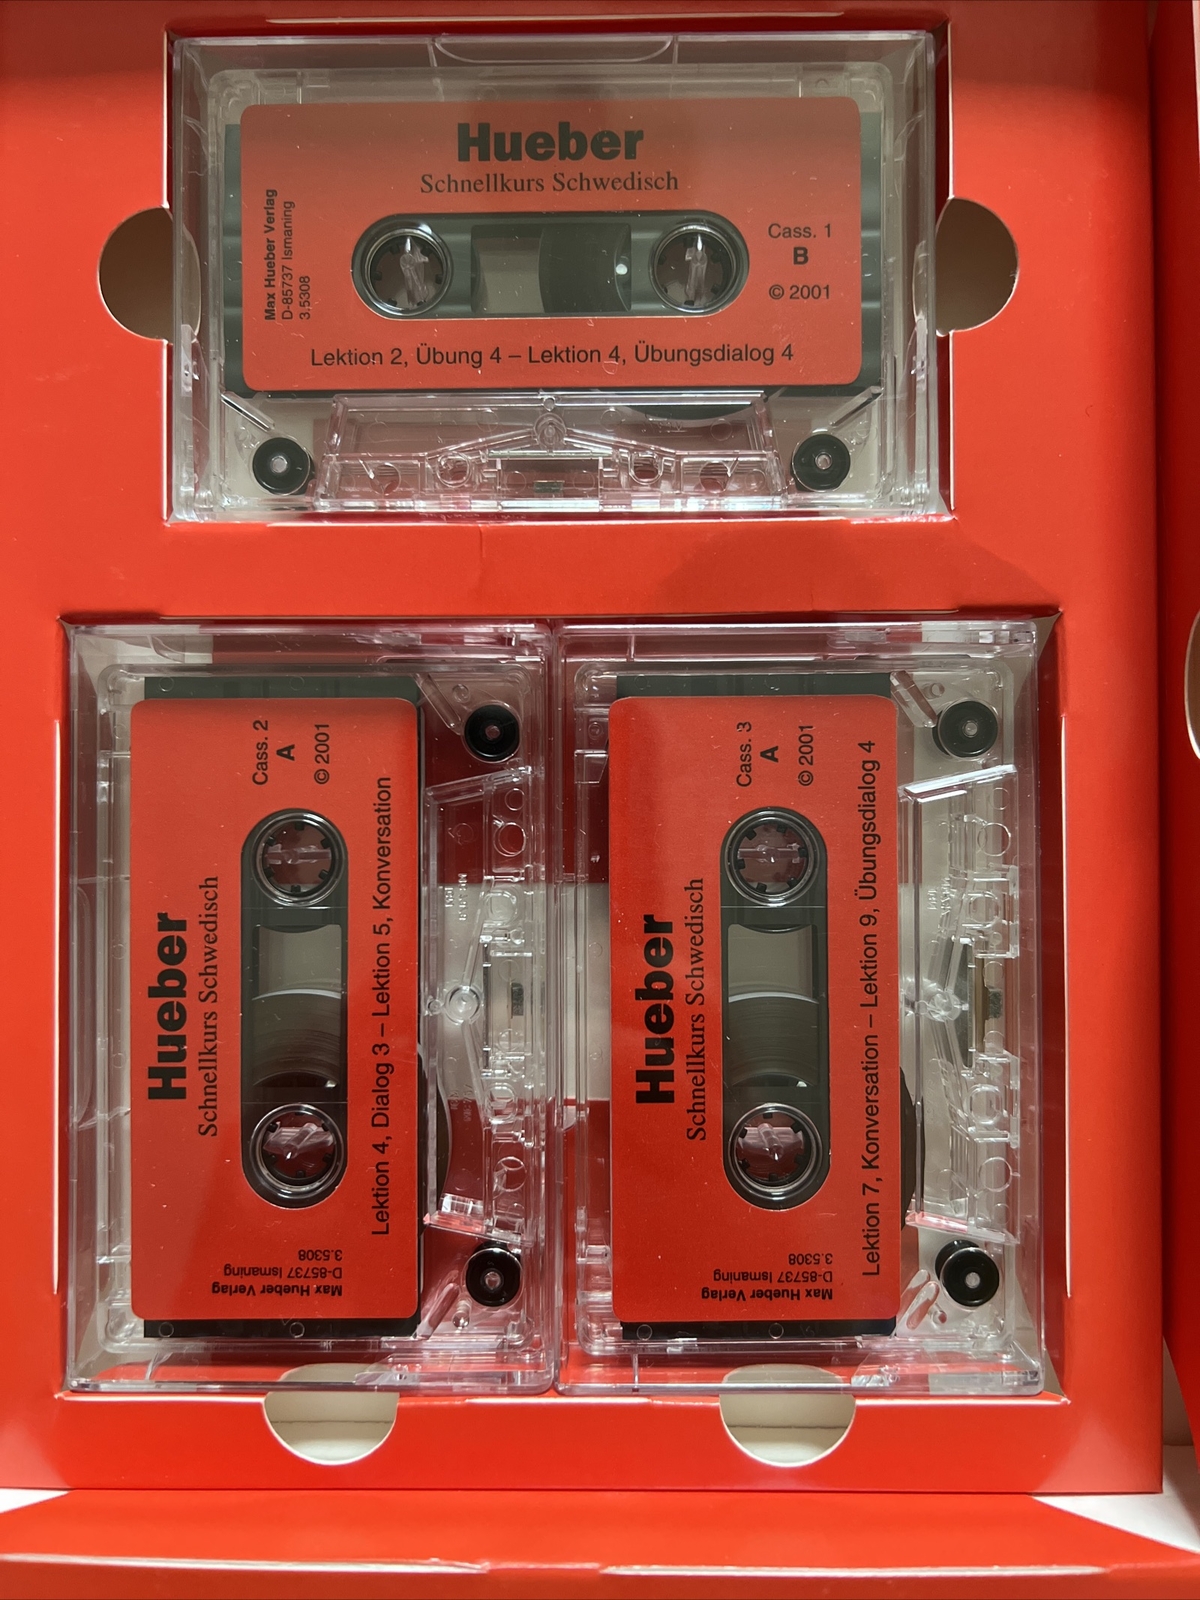 Hueber
Schnellkurs Schwedisch
Max Hueber Verlag
D-85737 Ismaning
3.5308
Cass. 1
B
© 2001
Lektion 2, Übung 4 – Lektion 4, Übungsdialog 4
Hueber
Schnellkurs Schwedisch
Cass. 2
A
© 2001
Lektion 4, Dialog 3 – Lektion 5, Konversation
Max Hueber Verlag
D-85737 Ismaning
3.5308
Hueber
Schnellkurs Schwedisch
Cass. 3
A
© 2001
Lektion 7, Konversation – Lektion 9, Übungsdialog 4
Max Hueber Verlag
D-85737 Ismaning
3.5308